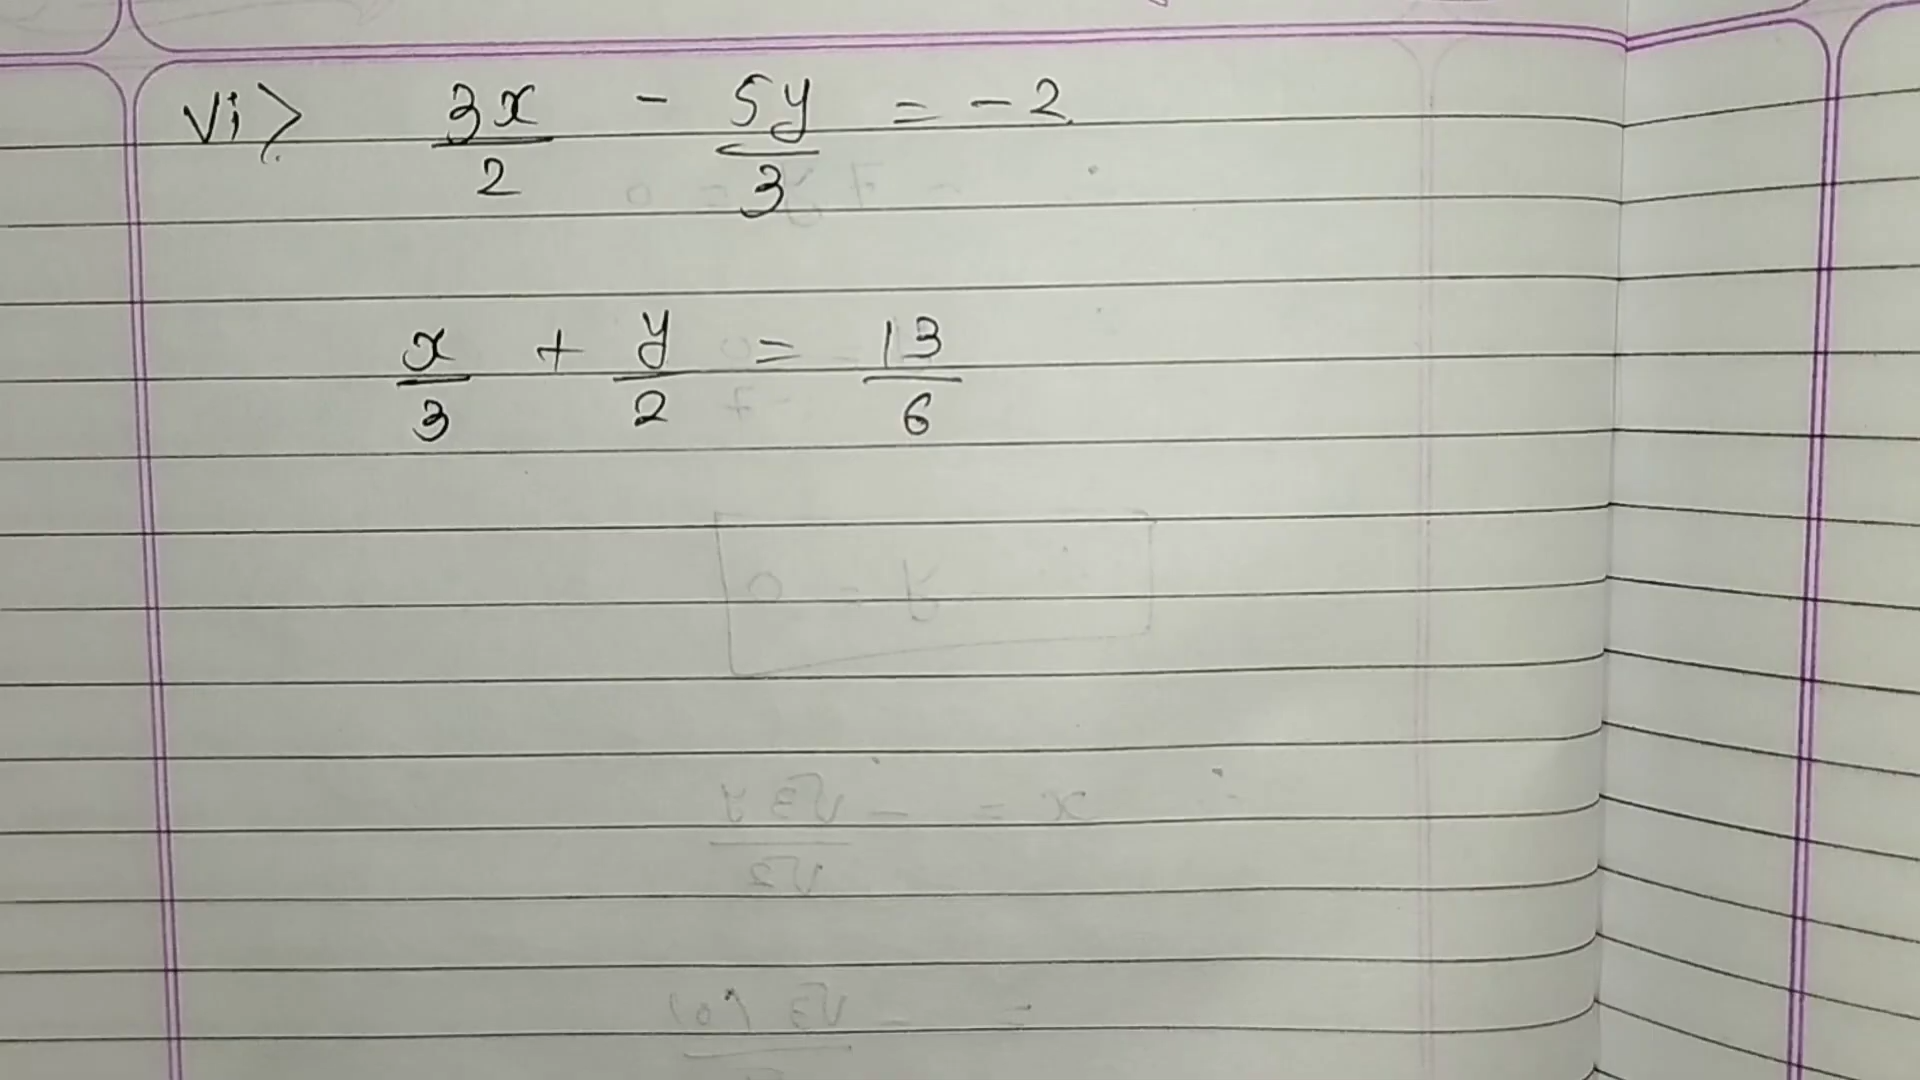 vi> 3x/2 - 5y/3 = -2
x/3 + y/2 = 13/6